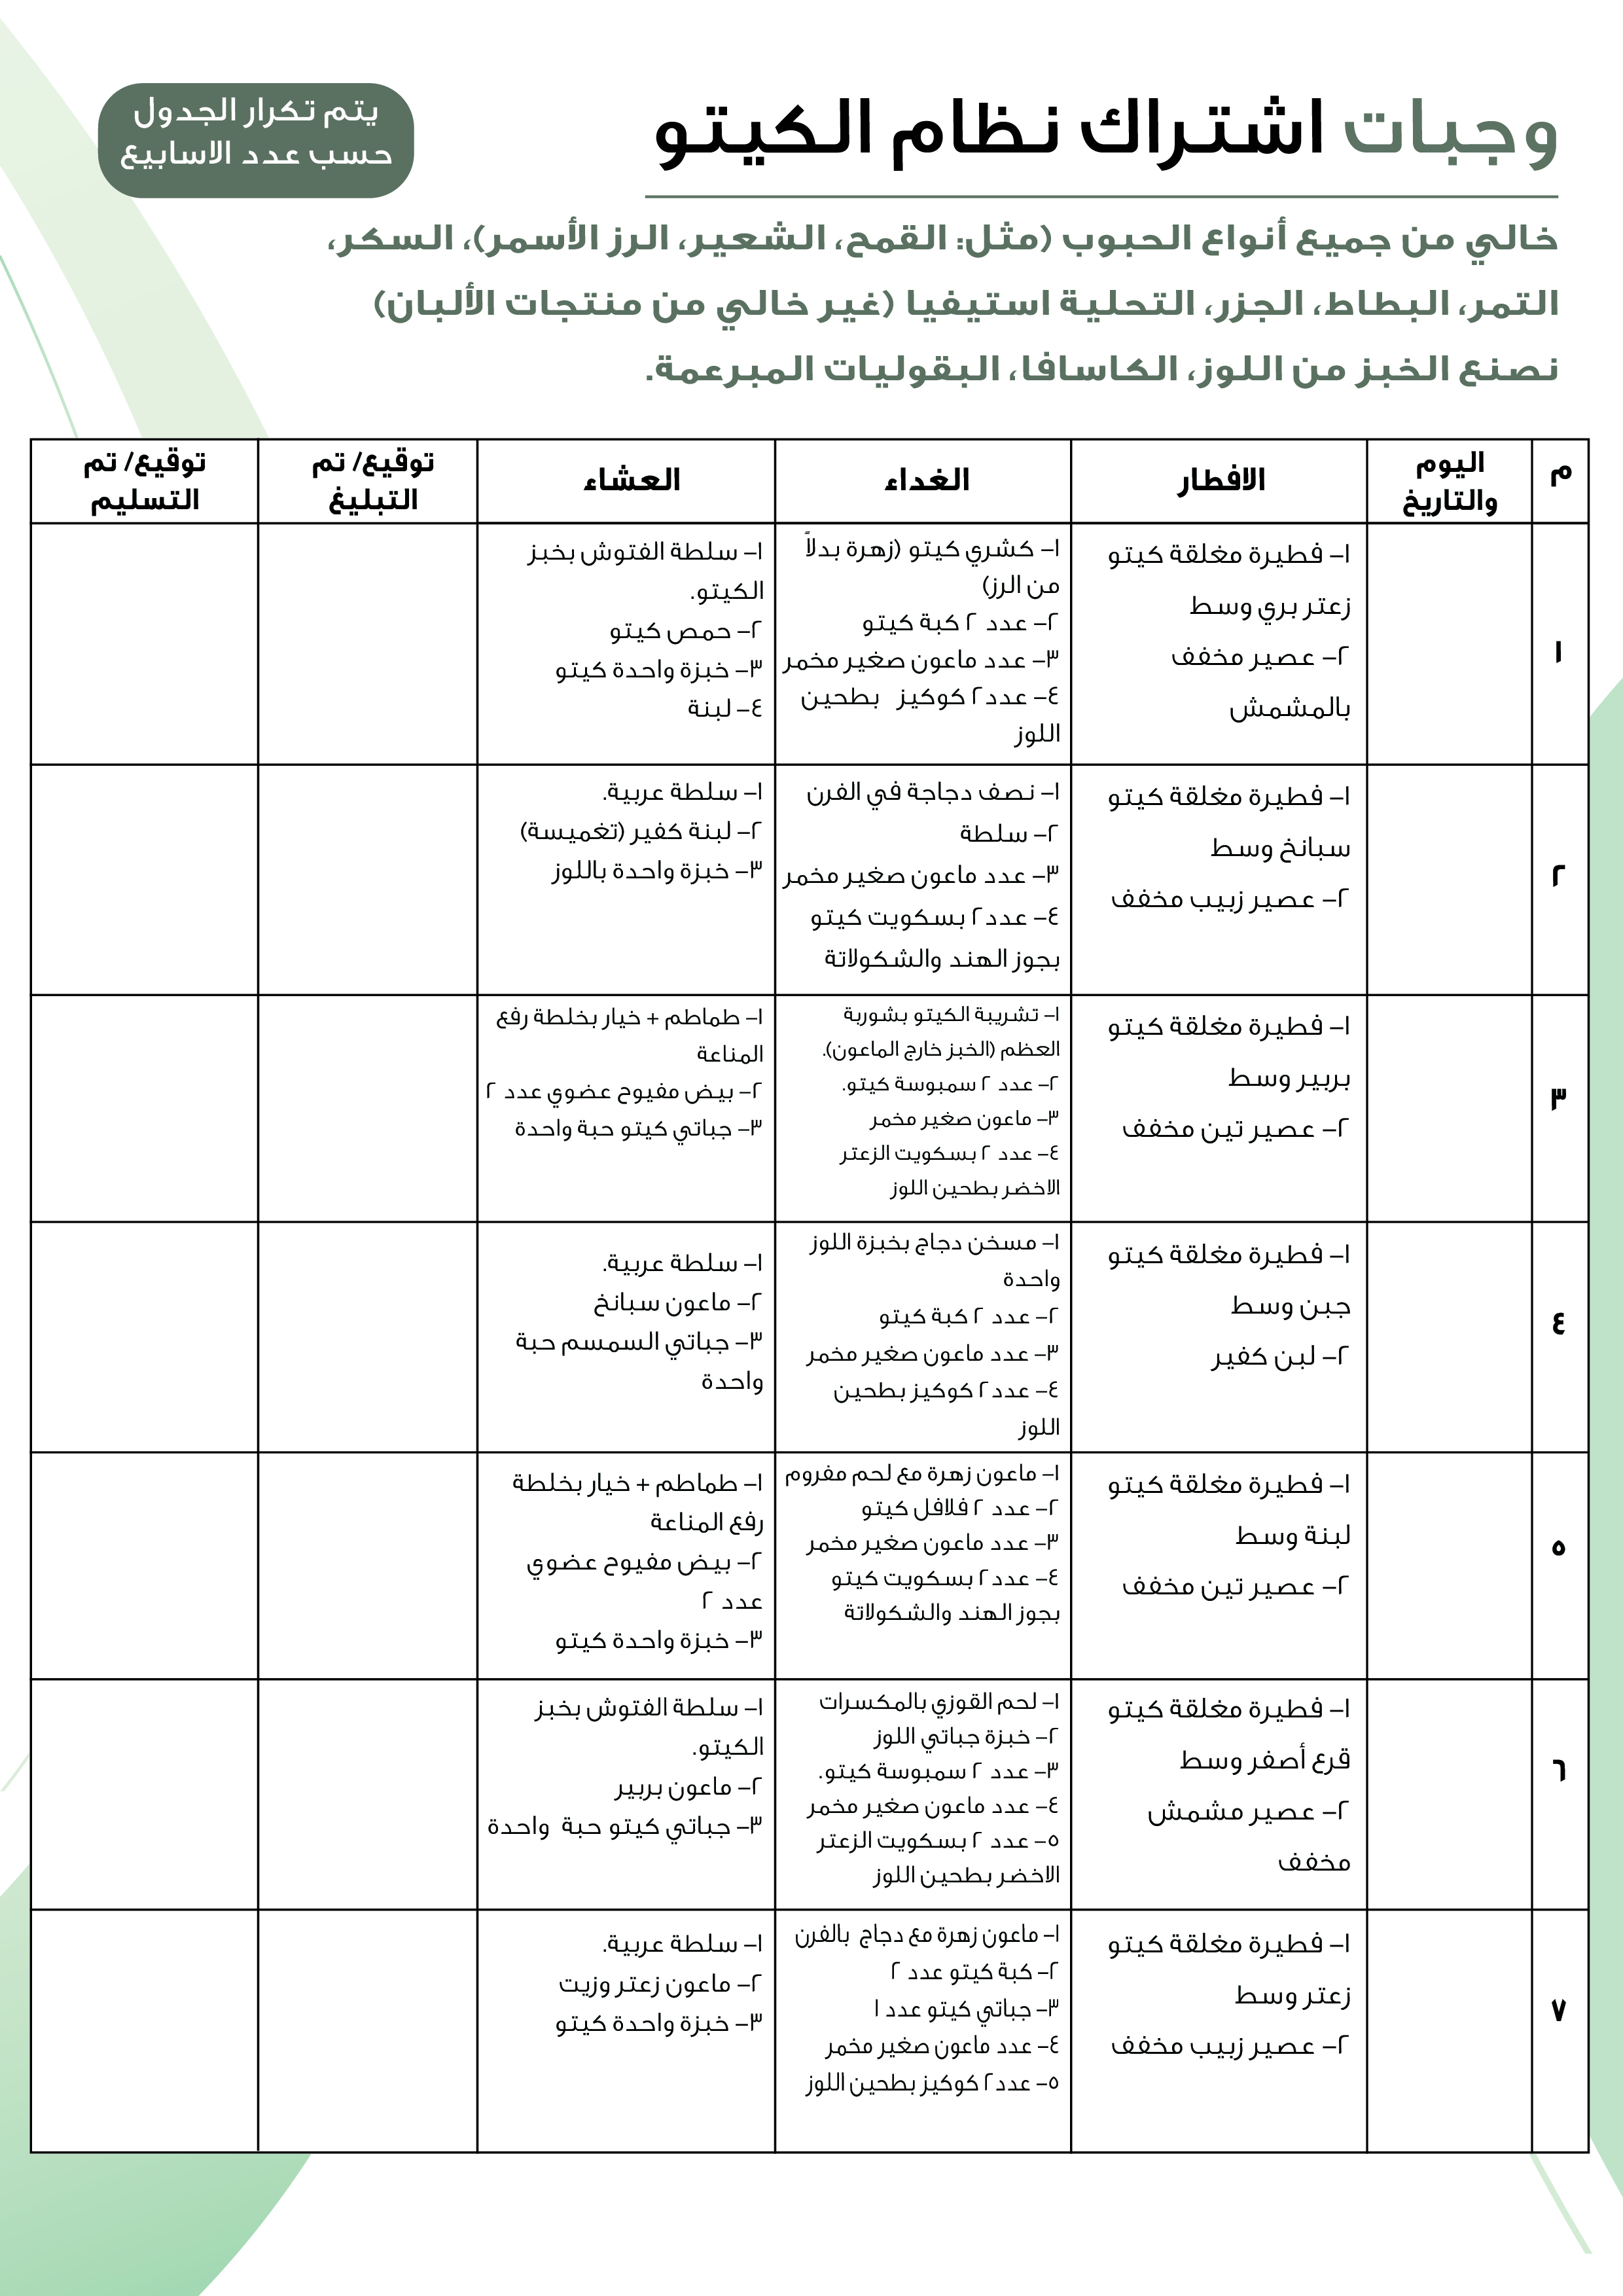 وجبات اشتراك نظام الكيتو
يتم تكرار الجدول
حسب عدد الاسابيع
خالي من جميع أنواع الحبوب (مثل: القمح، الشعير، الرز الأسمر)، السكر،
التمر، البطاط، الجزر، التحلية استيفيا (غير خالي من منتجات الألبان)
نصنع الخبز من اللوز، الكاسافا، البقوليات المبرعمة.
م
اليوم
والتاريخ
الافطار
الغداء
العشاء
توقيع/ تم
التبليغ
توقيع/ تم
التسليم
١
١- فطيرة مغلقة كيتو
زعتر بري وسط
٢- عصير مخفف
بالمشمش
١- كشري كيتو (زهرة بدلاً
من الرز)
٢- عدد ٢ كبة كيتو
٣- عدد ماعون صغير مخمر
٤- عدد٢ كوكيز بطحين
اللوز
١- سلطة الفتوش بخبز
الكيتو.
٢- حمص كيتو
٣- خبزة واحدة كيتو
٤- لبنة
٢
١- فطيرة مغلقة كيتو
سبانخ وسط
٢- عصير زبيب مخفف
١- نصف دجاجة في الفرن
٢- سلطة
٣- عدد ماعون صغير مخمر
٤- عدد٢ بسكويت كيتو
بجوز الهند والشكولاتة
١- سلطة عربية.
٢- لبنة كفير (تغميسة)
٣- خبزة واحدة باللوز
٣
١- فطيرة مغلقة كيتو
بربير وسط
٢- عصير تين مخفف
١- تشريبة الكيتو بشوربة
العظم (الخبز خارج الماعون).
٢- عدد ٢ سمبوسة كيتو.
٣- ماعون صغير مخمر
٤- عدد ٢ بسكويت الزعتر
الاخضر بطحين اللوز
١- طماطم + خيار بخلطة رفع
المناعة
٢- بيض مفيوح عضوي عدد ٢
٣- جباتي كيتو حبة واحدة
٤
١- فطيرة مغلقة كيتو
جبن وسط
٢- لبن كفير
١- مسخن دجاج بخبزة اللوز
واحدة
٢- عدد ٢ كبة كيتو
٣- عدد ماعون صغير مخمر
٤- عدد٢ كوكيز بطحين
اللوز
١- سلطة عربية.
٢- ماعون سبانخ
٣- جباتي السمسم حبة
واحدة
٥
١- فطيرة مغلقة كيتو
لبنة وسط
٢- عصير تين مخفف
١- ماعون زهرة مع لحم مفروم
٢- عدد ٢ فلافل كيتو
٣- عدد ماعون صغير مخمر
٤- عدد٢ بسكويت كيتو
بجوز الهند والشكولاتة
١- طماطم + خيار بخلطة
رفع المناعة
٢- بيض مفيوح عضوي
عدد ٢
٣- خبزة واحدة كيتو
٦
١- فطيرة مغلقة كيتو
قرع أصفر وسط
٢- عصير مشمش
مخفف
١- لحم القوزي بالمكسرات
٢- خبزة جباتي اللوز
٣- عدد ٢ سمبوسة كيتو.
٤- عدد ماعون صغير مخمر
٥- عدد ٢ بسكويت الزعتر
الاخضر بطحين اللوز
١- سلطة الفتوش بخبز
الكيتو.
٢- ماعون بربير
٣- جباتي كيتو حبة واحدة
٧
١- فطيرة مغلقة كيتو
زعتر وسط
٢- عصير زبيب مخفف
١- ماعون زهرة مع دجاج بالفرن
٢- كبة كيتو عدد ٢
٣- جباتي كيتو عدد ١
٤- عدد ماعون صغير مخمر
٥- عدد٢ كوكيز بطحين اللوز
١- سلطة عربية.
٢- ماعون زعتر وزيت
٣- خبزة واحدة كيتو